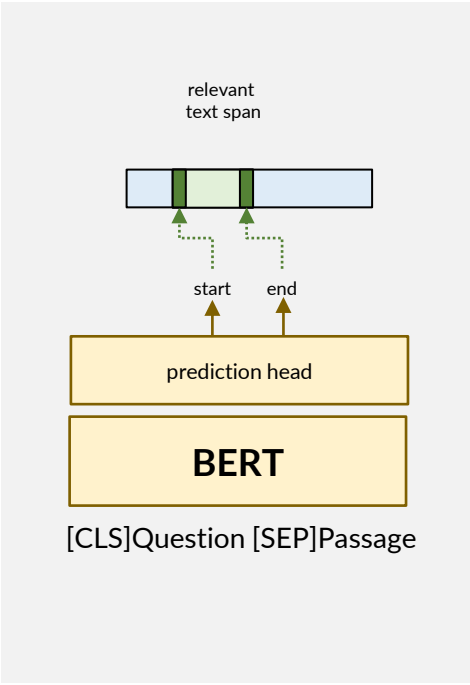 relevant
text span
start end
prediction head
BERT
[CLS]Question [SEP]Passage